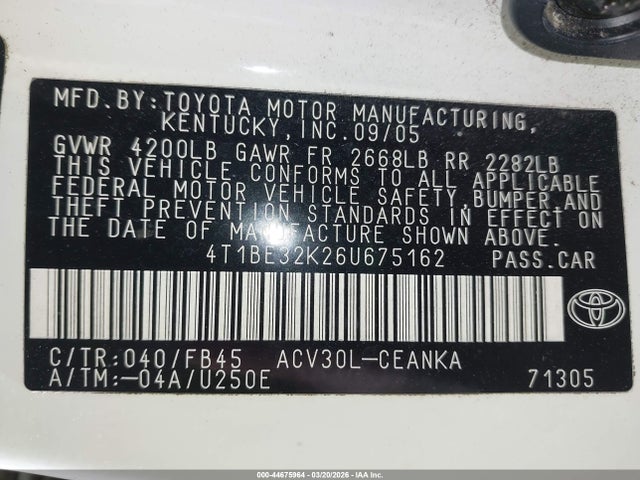 MFD.BY:TOYOTA MOTOR MANUFACTURING,
KENTUCKY,INC.09/05
GVWR 4200LB GAWR FR 2668LB RR 2282LB
THIS VEHICLE CONFORMS TO ALL APPLICABLE
FEDERAL MOTOR VEHICLE SAFETY,BUMPER,AND
THEFT PREVENTION STANDARDS IN EFFECT ON
THE DATE OF MANUFACTURE SHOWN ABOVE.
4T1BE32K26U675162 PASS.CAR
C/TR:040/FB45 ACV30L-CEANKA
A/TM:-04A/U250E 71305
000-44675964 | 03/20/2026 | IAA Inc.